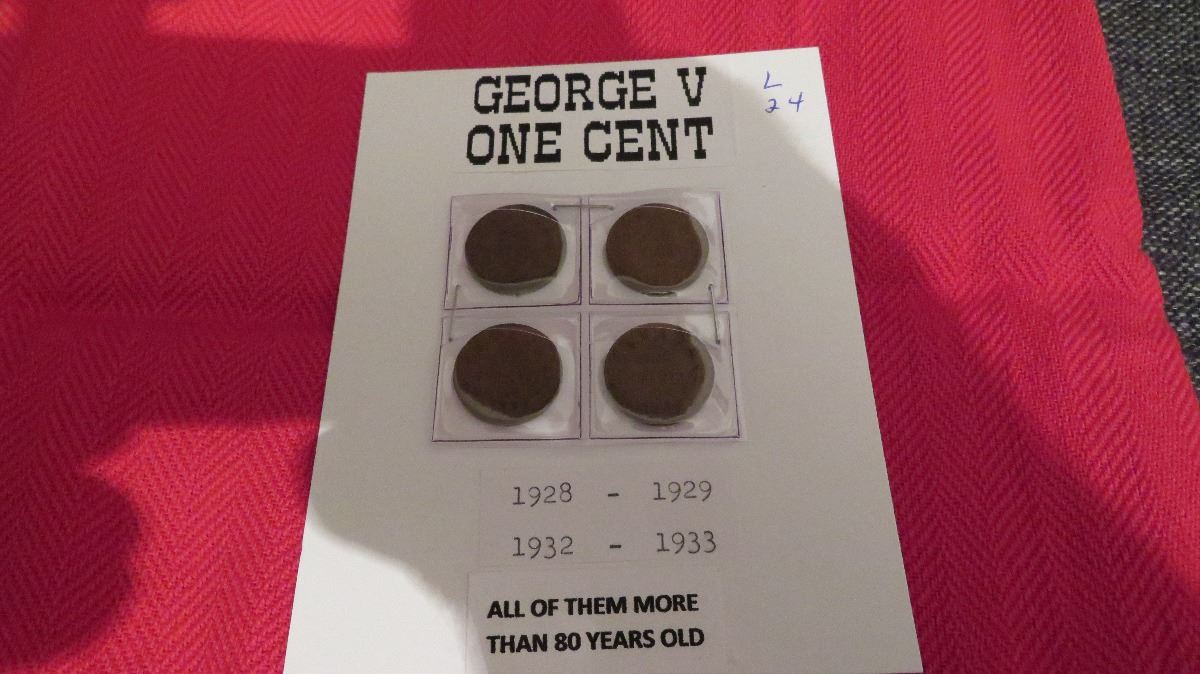 GEORGE V
ONE CENT
L
24
1928 - 1929
1932 - 1933
ALL OF THEM MORE
THAN 80 YEARS OLD